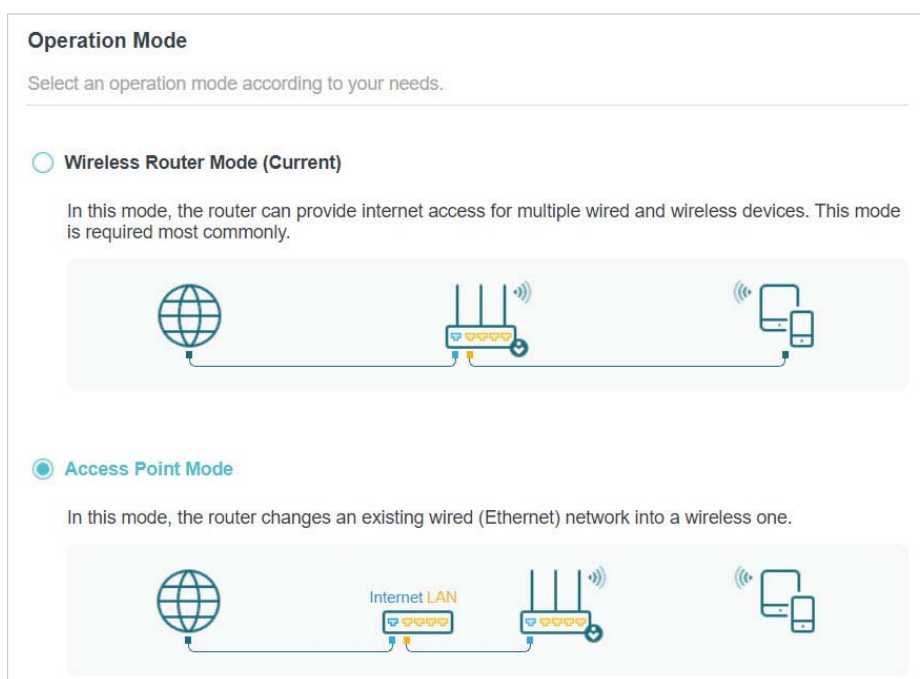 Operation Mode
Select an operation mode according to your needs.
Wireless Router Mode (Current)
In this mode, the router can provide internet access for multiple wired and wireless devices. This mode
is required most commonly.
Access Point Mode
In this mode, the router changes an existing wired (Ethernet) network into a wireless one.
Internet LAN